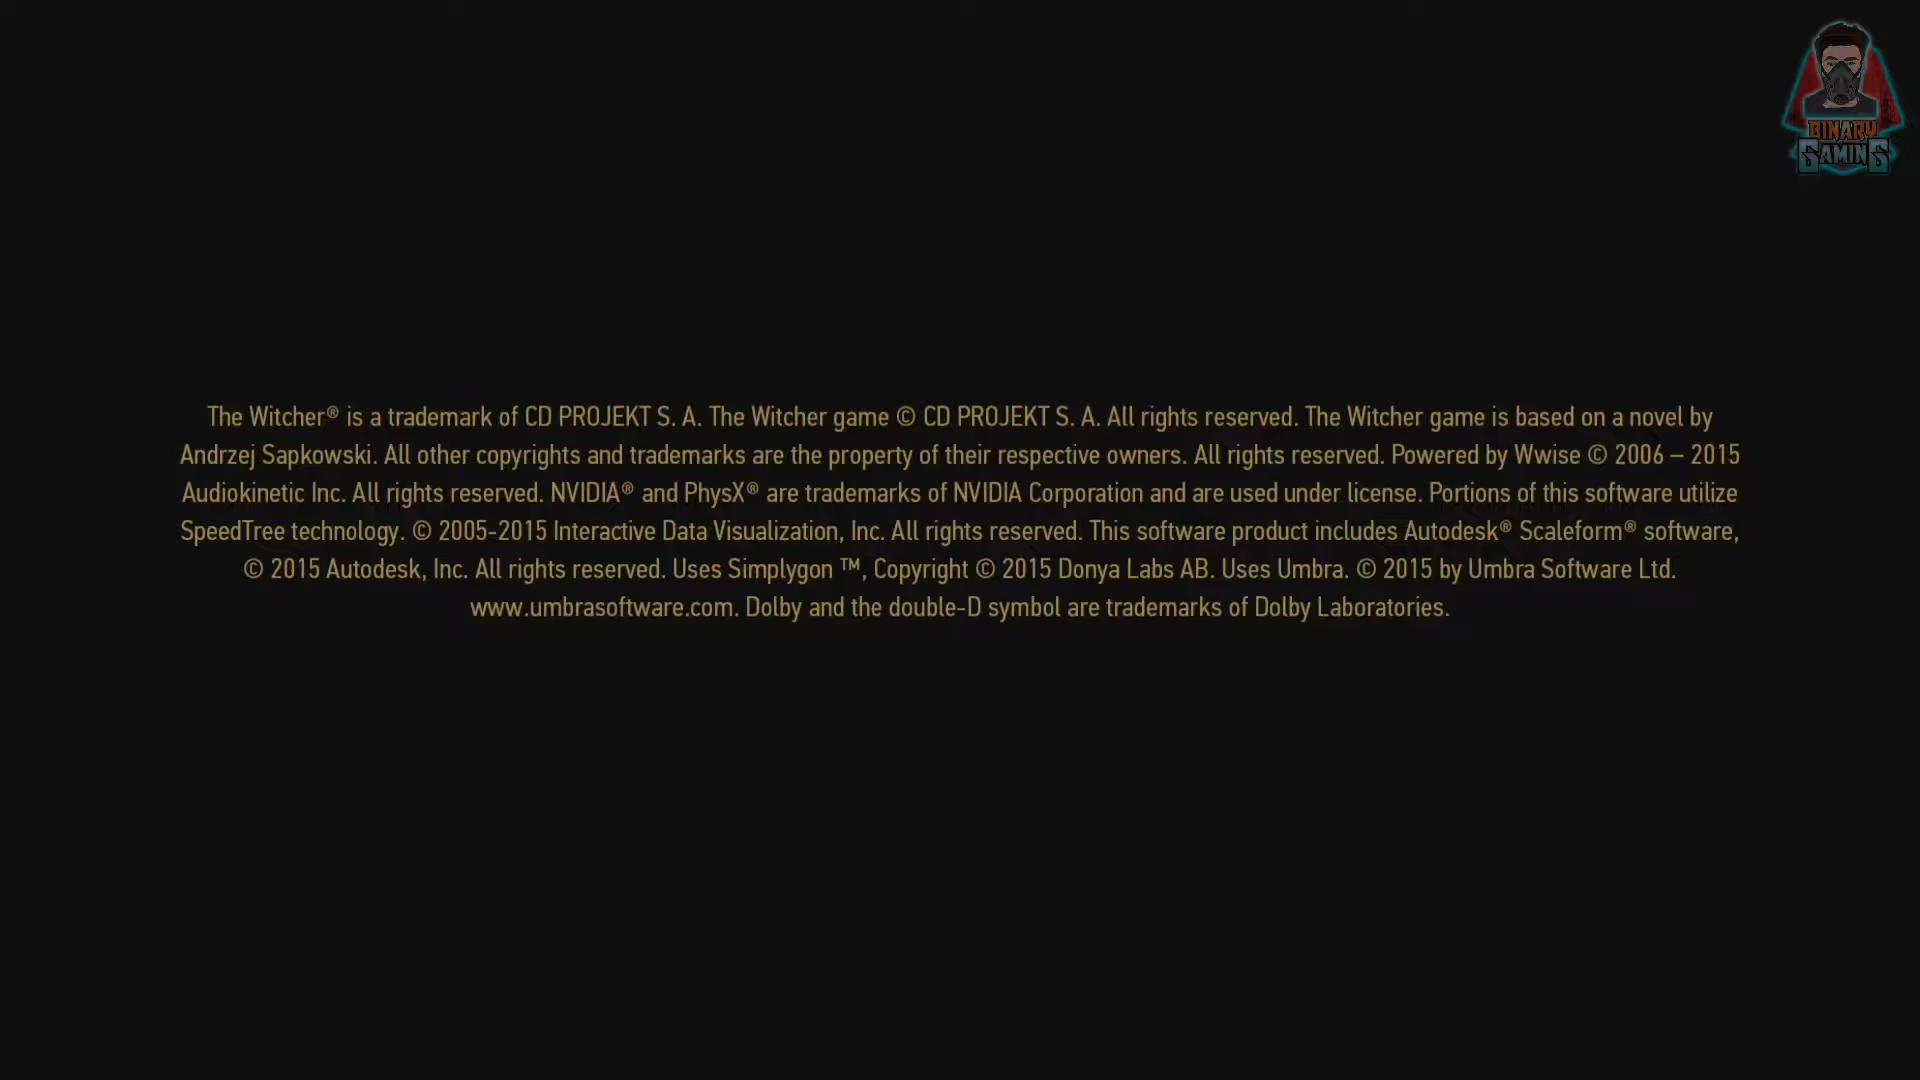 BINARY
GAMING
The Witcher® is a trademark of CD PROJEKT S. A. The Witcher game © CD PROJEKT S. A. All rights reserved. The Witcher game is based on a novel by
Andrzej Sapkowski. All other copyrights and trademarks are the property of their respective owners. All rights reserved. Powered by Wwise © 2006 – 2015
Audiokinetic Inc. All rights reserved. NVIDIA® and PhysX® are trademarks of NVIDIA Corporation and are used under license. Portions of this software utilize
SpeedTree technology. © 2005-2015 Interactive Data Visualization, Inc. All rights reserved. This software product includes Autodesk® Scaleform® software,
© 2015 Autodesk, Inc. All rights reserved. Uses Simplygon ™, Copyright © 2015 Donya Labs AB. Uses Umbra. © 2015 by Umbra Software Ltd.
www.umbrasoftware.com. Dolby and the double-D symbol are trademarks of Dolby Laboratories.